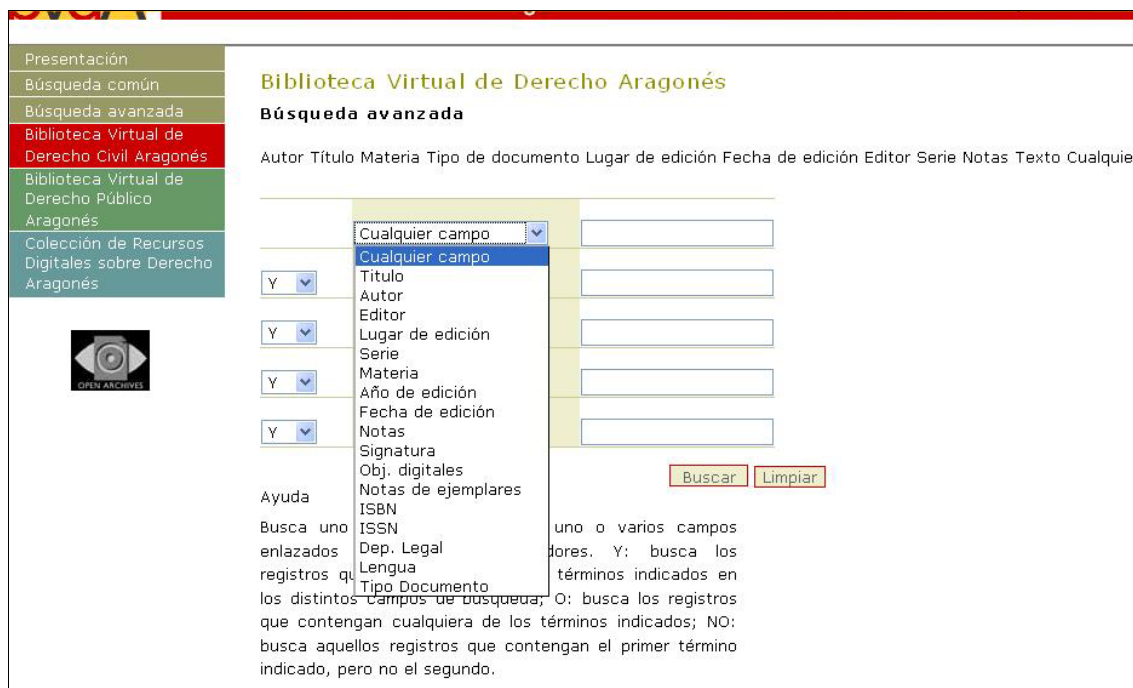 Presentación
Búsqueda común
Búsqueda avanzada
Biblioteca Virtual de
Derecho Civil Aragonés
Biblioteca Virtual de
Derecho Público
Aragonés
Colección de Recursos
Digitales sobre Derecho
Aragonés
OPEN ARCHIVES
Biblioteca Virtual de Derecho Aragonés
Búsqueda avanzada
Autor Título Materia Tipo de documento Lugar de edición Fecha de edición Editor Serie Notas Texto Cualquie
Cualquier campo
Cualquier campo
Titulo
Autor
Editor
Lugar de edición
Serie
Materia
Año de edición
Fecha de edición
Notas
Signatura
Obj. digitales
Notas de ejemplares
ISBN
ISSN
Dep. Legal
Lengua
Tipo Documento
Y
Y
Y
Y
Buscar Limpiar
Ayuda
Busca uno uno o varios campos
enlazados dores. Y: busca los
registros qu términos indicados en
los distintos campos de búsqueda; O: busca los registros
que contengan cualquiera de los términos indicados; NO:
busca aquellos registros que contengan el primer término
indicado, pero no el segundo.